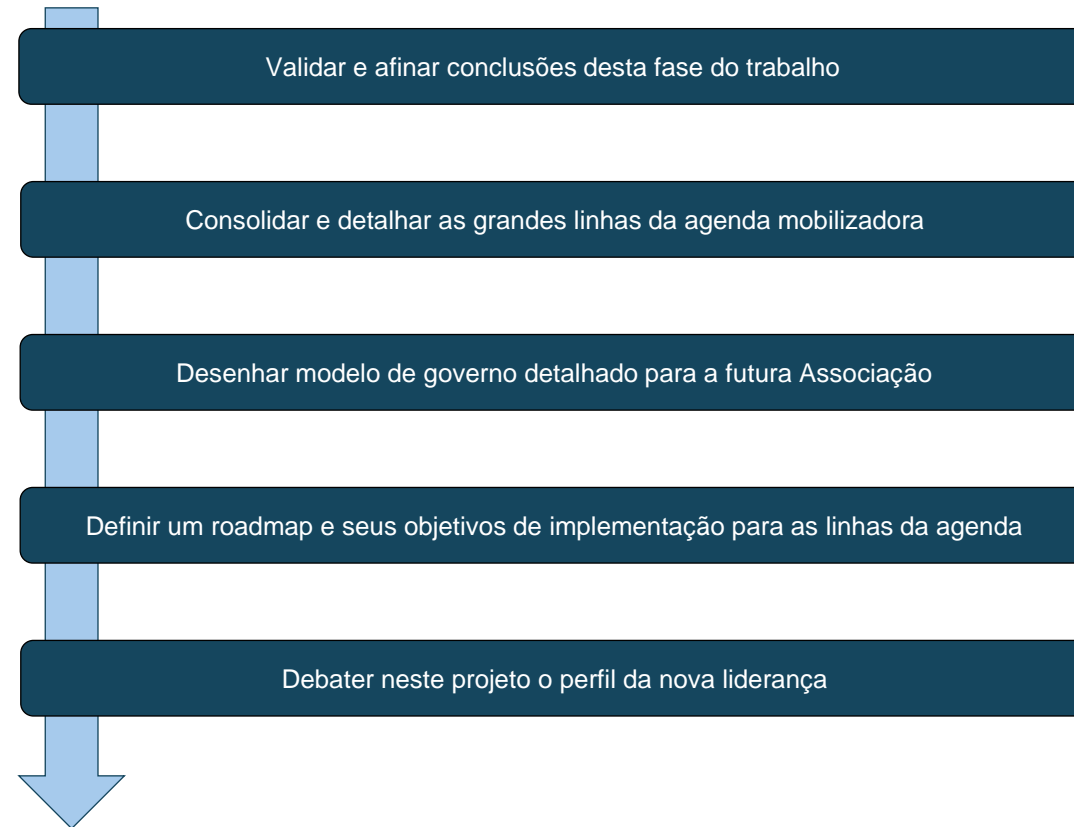 Validar e afinar conclusões desta fase do trabalho
Consolidar e detalhar as grandes linhas da agenda mobilizadora
Desenhar modelo de governo detalhado para a futura Associação
Definir um roadmap e seus objetivos de implementação para as linhas da agenda
Debater neste projeto o perfil da nova liderança